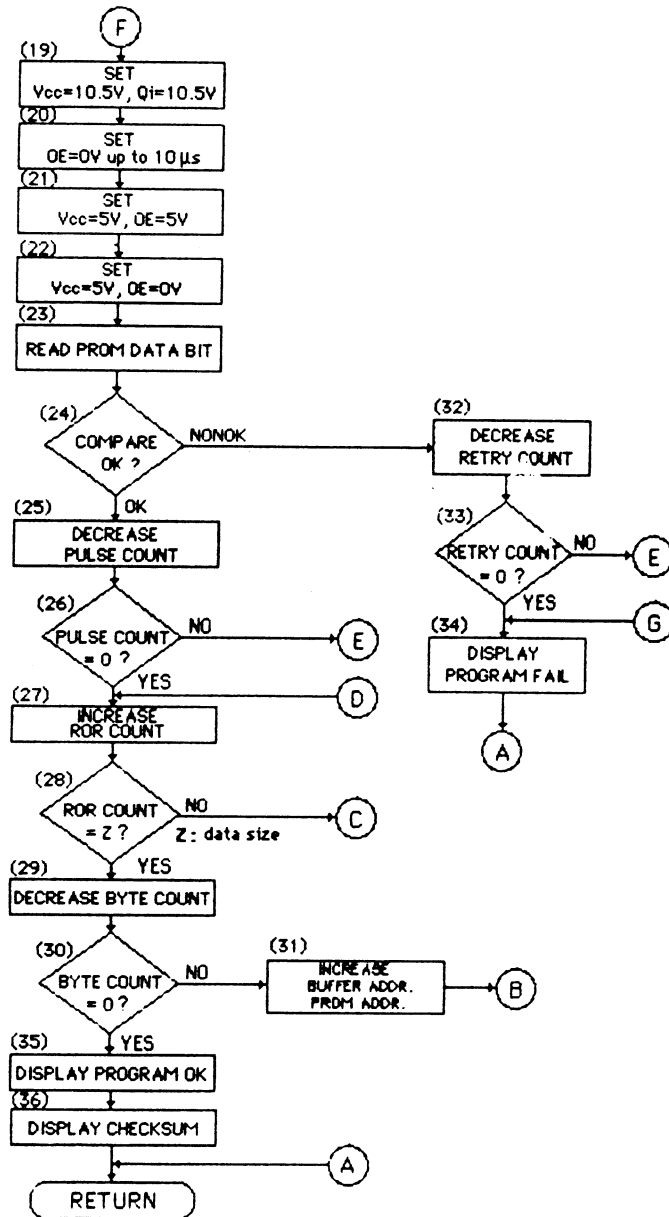 F
(19)
SET
Vcc=10.5V, Qi=10.5V
(20)
SET
OE=0V up to 10 µs
(21)
SET
Vcc=5V, OE=5V
(22)
SET
Vcc=5V, OE=0V
(23)
READ PROM DATA BIT
(24)
COMPARE
OK ?
NONOK
(32)
DECREASE
RETRY COUNT
OK
(25)
DECREASE
PULSE COUNT
(33)
RETRY COUNT
= 0 ?
NO
E
YES
G
(26)
PULSE COUNT
= 0 ?
NO
E
(34)
DISPLAY
PROGRAM FAIL
A
YES
D
(27)
INCREASE
ROR COUNT
(28)
ROR COUNT
= Z ?
NO
Z: data size
C
YES
(29)
DECREASE BYTE COUNT
(30)
BYTE COUNT
= 0 ?
NO
(31)
INCREASE
BUFFER ADDR.
PROM ADDR.
B
YES
(35)
DISPLAY PROGRAM OK
(36)
DISPLAY CHECKSUM
A
RETURN